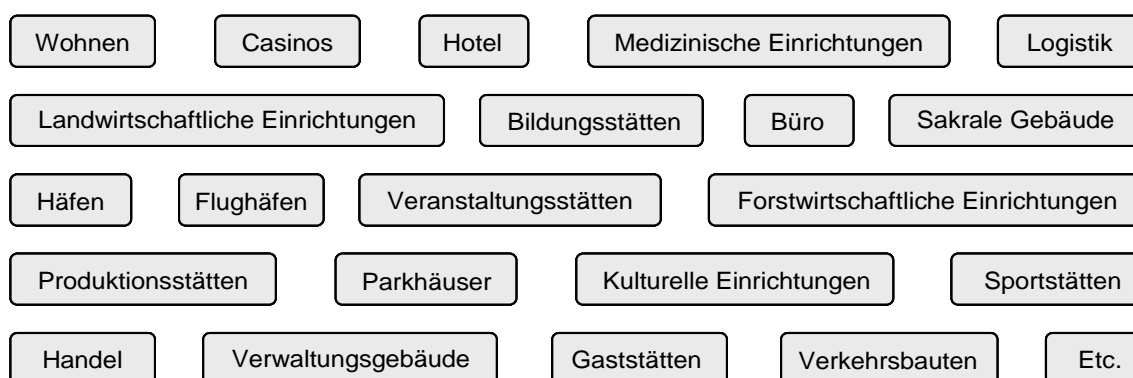 Wohnen Casinos Hotel Medizinische Einrichtungen Logistik
Landwirtschaftliche Einrichtungen Bildungsstätten Büro Sakrale Gebäude
Häfen Flughäfen Veranstaltungsstätten Forstwirtschaftliche Einrichtungen
Produktionsstätten Parkhäuser Kulturelle Einrichtungen Sportstätten
Handel Verwaltungsgebäude Gaststätten Verkehrsbauten Etc.